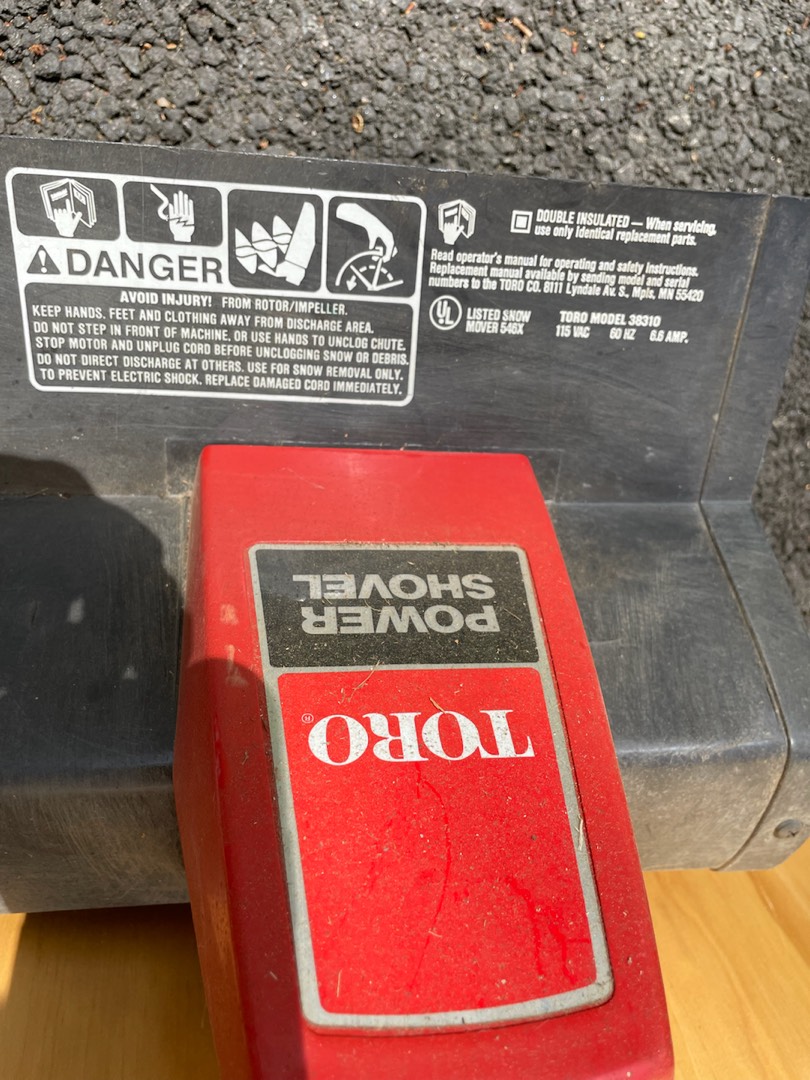 DANGER
AVOID INJURY! FROM ROTOR/IMPELLER.
KEEP HANDS, FEET AND CLOTHING AWAY FROM DISCHARGE AREA.
DO NOT STEP IN FRONT OF MACHINE, OR USE HANDS TO UNCLOG CHUTE.
STOP MOTOR AND UNPLUG CORD BEFORE UNCLOGGING SNOW OR DEBRIS.
DO NOT DIRECT DISCHARGE AT OTHERS. USE FOR SNOW REMOVAL ONLY.
TO PREVENT ELECTRIC SHOCK, REPLACE DAMAGED CORD IMMEDIATELY.
DOUBLE INSULATED — When servicing,
use only identical replacement parts.
Read operator's manual for operating and safety instructions.
Replacement manual available by sending model and serial
numbers to the TORO CO. 8111 Lyndale Av. S., Mpls, MN 55420
UL
LISTED SNOW
MOVER 546X
TORO MODEL 38310
115 VAC 60 HZ 6.6 AMP.
POWER
SHOVEL
TORO®